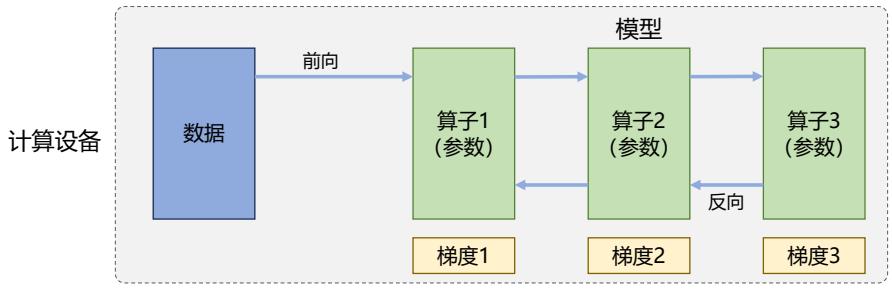 模型
前向
计算设备
数据
算子1
（参数）
算子2
（参数）
算子3
（参数）
反向
梯度1
梯度2
梯度3